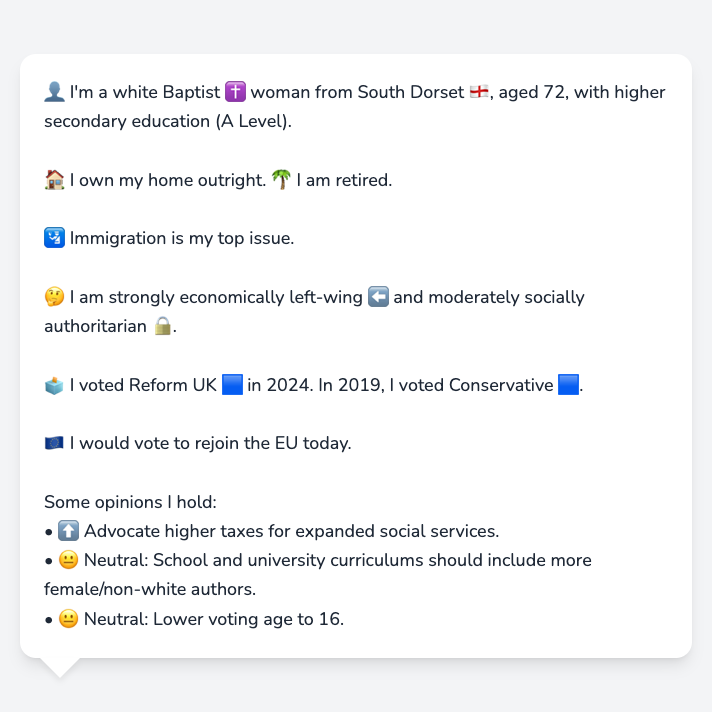 👤 I'm a white Baptist ✝️ woman from South Dorset 🏴󠁧󠁢󠁥󠁮󠁧󠁿, aged 72, with higher
secondary education (A Level).
🏠 I own my home outright. 🌴 I am retired.
🛂 Immigration is my top issue.
🤔 I am strongly economically left-wing ⬅️ and moderately socially
authoritarian 🔒.
🗳️ I voted Reform UK 🟦 in 2024. In 2019, I voted Conservative 🟦.
🇪🇺 I would vote to rejoin the EU today.
Some opinions I hold:
• ⬆️ Advocate higher taxes for expanded social services.
• 😐 Neutral: School and university curriculums should include more
female/non-white authors.
• 😐 Neutral: Lower voting age to 16.